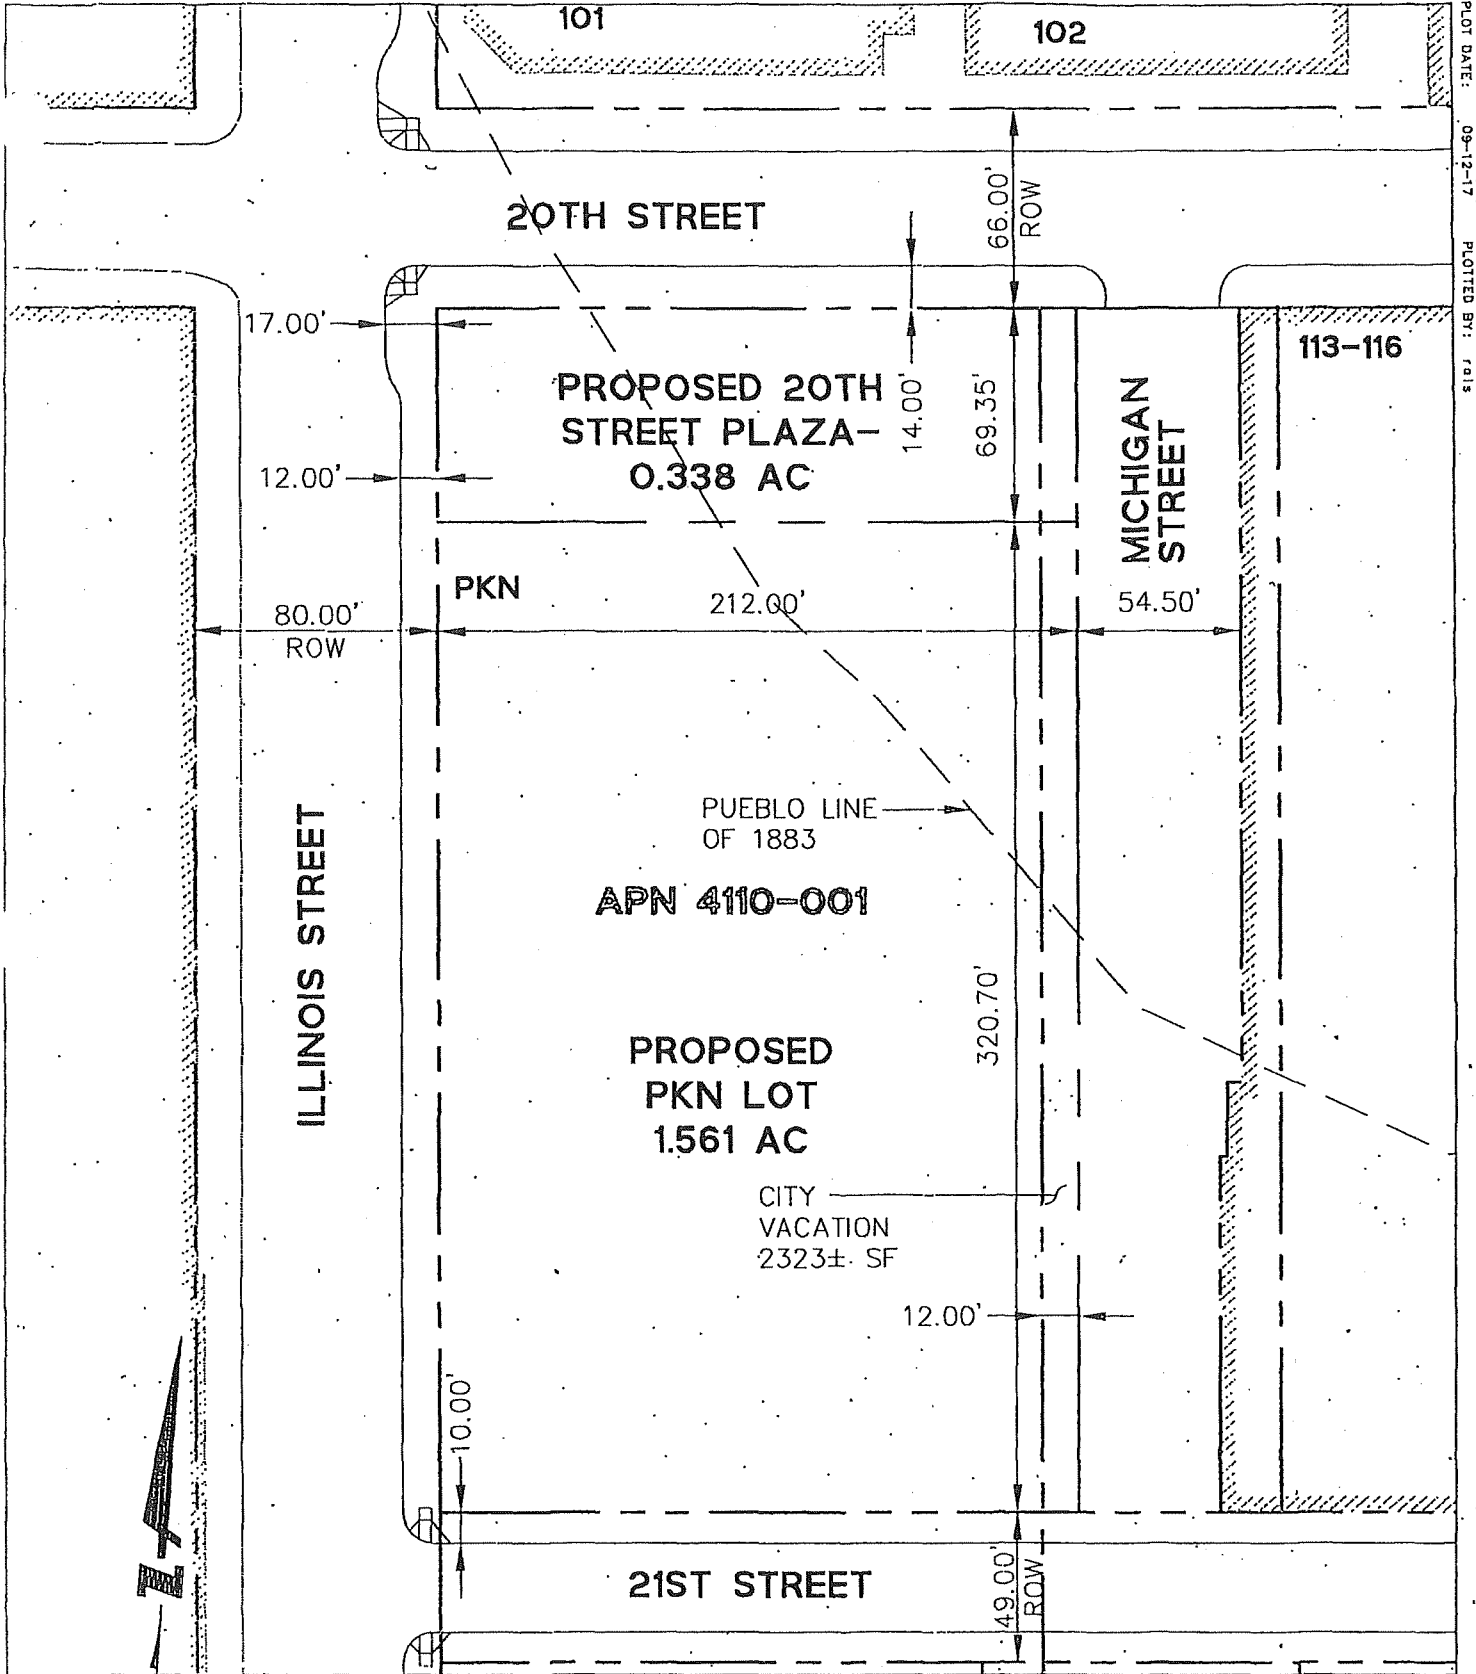 101
102
PLOT DATE: 09-12-17 PLOTTED BY: rals
66.00'
ROW
20TH STREET
17.00'
113-116
PROPOSED 20TH
STREET PLAZA-
0.338 AC
14.00'
69.35'
MICHIGAN
STREET
12.00'
PKN
80.00'
ROW
212.00'
54.50'
PUEBLO LINE
OF 1883
ILLINOIS STREET
APN 4110-001
320.70'
PROPOSED
PKN LOT
1.561 AC
CITY
VACATION
2323± SF
12.00'
10.00'
N
21ST STREET
49.00'
ROW